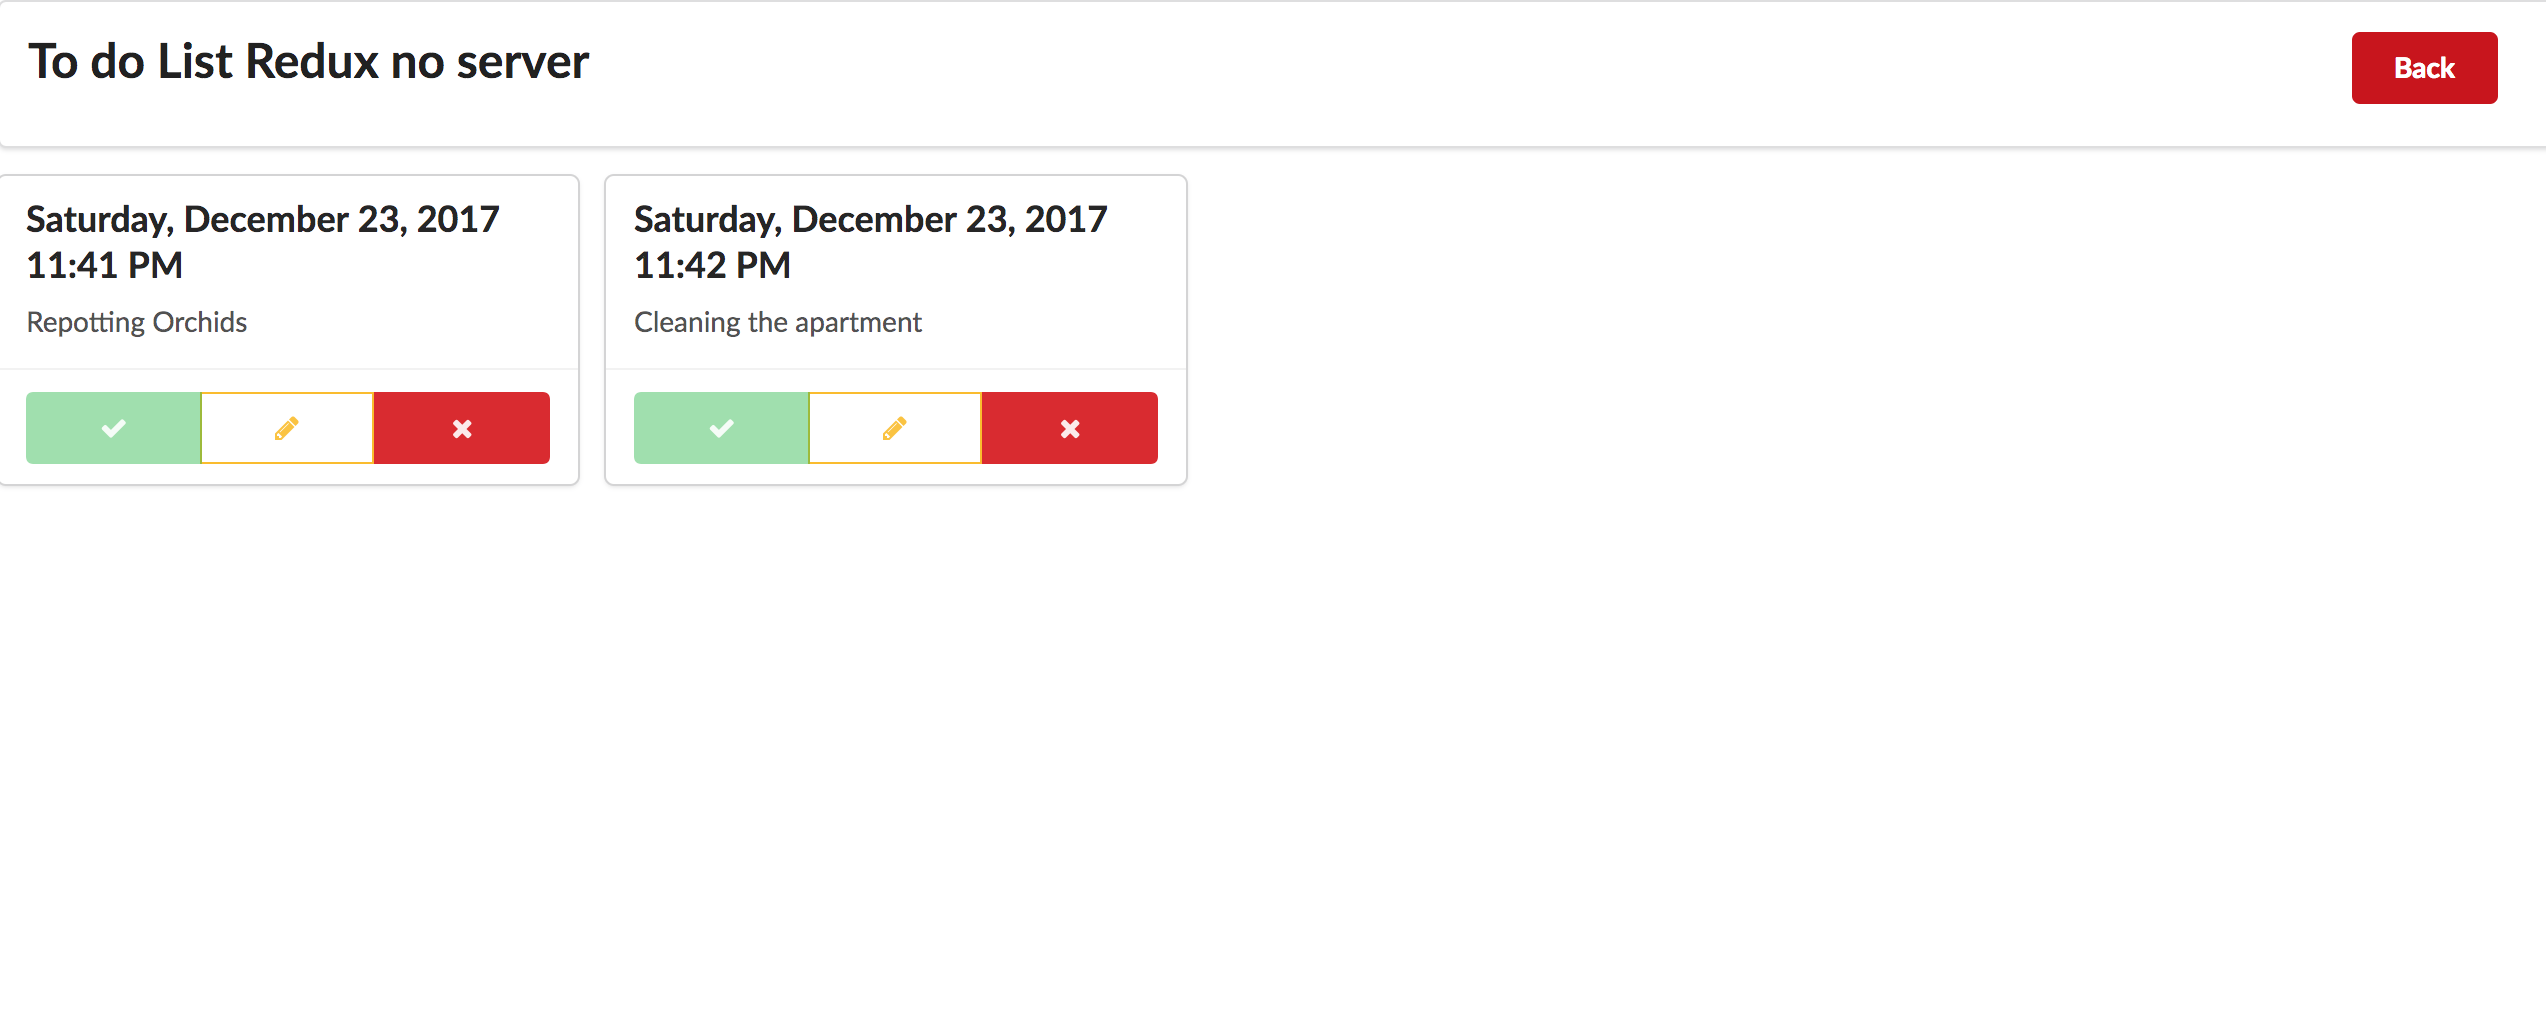 To do List Redux no server
Back
Saturday, December 23, 2017
11:41 PM
Repotting Orchids
Saturday, December 23, 2017
11:42 PM
Cleaning the apartment